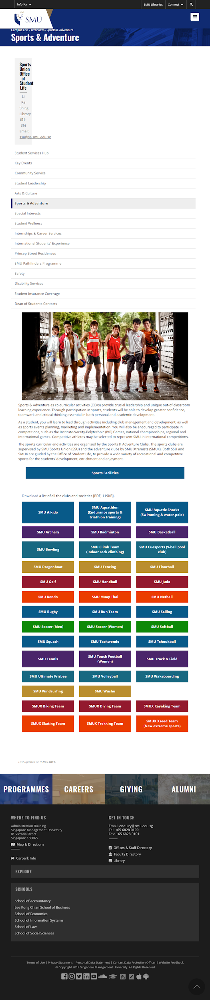 Info for
SMU Libraries
Connect
SMU
Campus Life » Overview » Sports & Adventure
Sports & Adventure
Sports
Union
Office
of
Student
Life
Li
Ka
Shing
Library
(B1-
36)
Email:
ssu@sa.smu.edu.sg
Student Services Hub
Key Events
Community Service
Student Leadership
Arts & Culture
Sports & Adventure
Special Interests
Student Wellness
Internships & Career Services
International Students' Experience
Prinsep Street Residences
SMU Pathfinders Programme
Safety
Disability Services
Student Insurance Coverage
Dean of Students Contacts
Sports & Adventure as co-curricular activities (CCAs) provide crucial leadership and unique out-of-classroom
learning experience. Through participation in sports, students will be able to develop greater confidence,
teamwork and critical thinking essential in both personal and academic development.
As a student, you will learn to lead through activities including club management and development, as well
as sports events planning, marketing and implementation. You will also be encouraged to participate in
competitions, such as the Institute-Varsity-Polytechnic (IVP) Games, national championships, regional and
international games. Competitive athletes may be selected to represent SMU in international competitions.
The sports curricular and activities are organised by the Sports & Adventure Clubs. The sports clubs are
supervised by SMU Sports Union (SSU) and the adventure clubs by SMU Xtremists (SMUX). Both SSU and
SMUX are guided by the Office of Student Life, to provide a wide variety of recreational and competitive
sports for the students' development, enrichment and enjoyment.
Sports Facilities
Download a list of all the clubs and societies [PDF, 119KB].
SMU Aikido
SMU Aquathlon
(Endurance sports &
triathlon training)
SMU Aquatic Sharks
(Swimming & water-polo)
SMU Archery
SMU Badminton
SMU Basketball
SMU Bowling
SMU Climb Team
(Indoor rock climbing)
SMU Cuesports (9-ball pool
club)
SMU Dragonboat
SMU Fencing
SMU Floorball
SMU Golf
SMU Handball
SMU Judo
SMU Kendo
SMU Muay Thai
SMU Netball
SMU Rugby
SMU Run Team
SMU Sailing
SMU Soccer (Men)
SMU Soccer (Women)
SMU Softball
SMU Squash
SMU Taekwondo
SMU Tchoukball
SMU Tennis
SMU Touch Football
(Women)
SMU Track & Field
SMU Ultimate Frisbee
SMU Volleyball
SMU Wakeboarding
SMU Windsurfing
SMU Wushu
SMUX Biking Team
SMUX Diving Team
SMUX Kayaking Team
SMUX Skating Team
SMUX Trekking Team
SMUX Xseed Team
(New extreme sports)
Last updated on 1 Nov 2017.
PROGRAMMES
CAREERS
GIVING
ALUMNI
WHERE TO FIND US
Administration Building
Singapore Management University
81 Victoria Street
Singapore 188065
Map & Directions
Carpark Info
GET IN TOUCH
Email: enquiry@smu.edu.sg
Tel: +65 6828 0100
Fax: +65 6828 0101
Offices & Staff Directory
Faculty Directory
Library
EXPLORE
SCHOOLS
School of Accountancy
Lee Kong Chian School of Business
School of Economics
School of Information Systems
School of Law
School of Social Sciences
Terms of Use | Privacy Statement | Personal Data Statement | Contact Data Protection Officer | Website Feedback
© Copyright 2019 Singapore Management University. All Rights Reserved